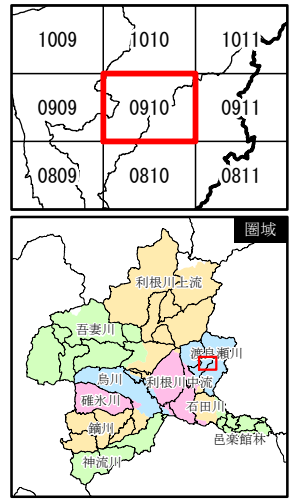 1009 1010 1011
0909 0910 0911
0809 0810 0811
圏域
利根川上流
吾妻川
渡良瀬川
烏川 利根川中流
碓氷川
石田川
鏑川
邑楽館林
神流川